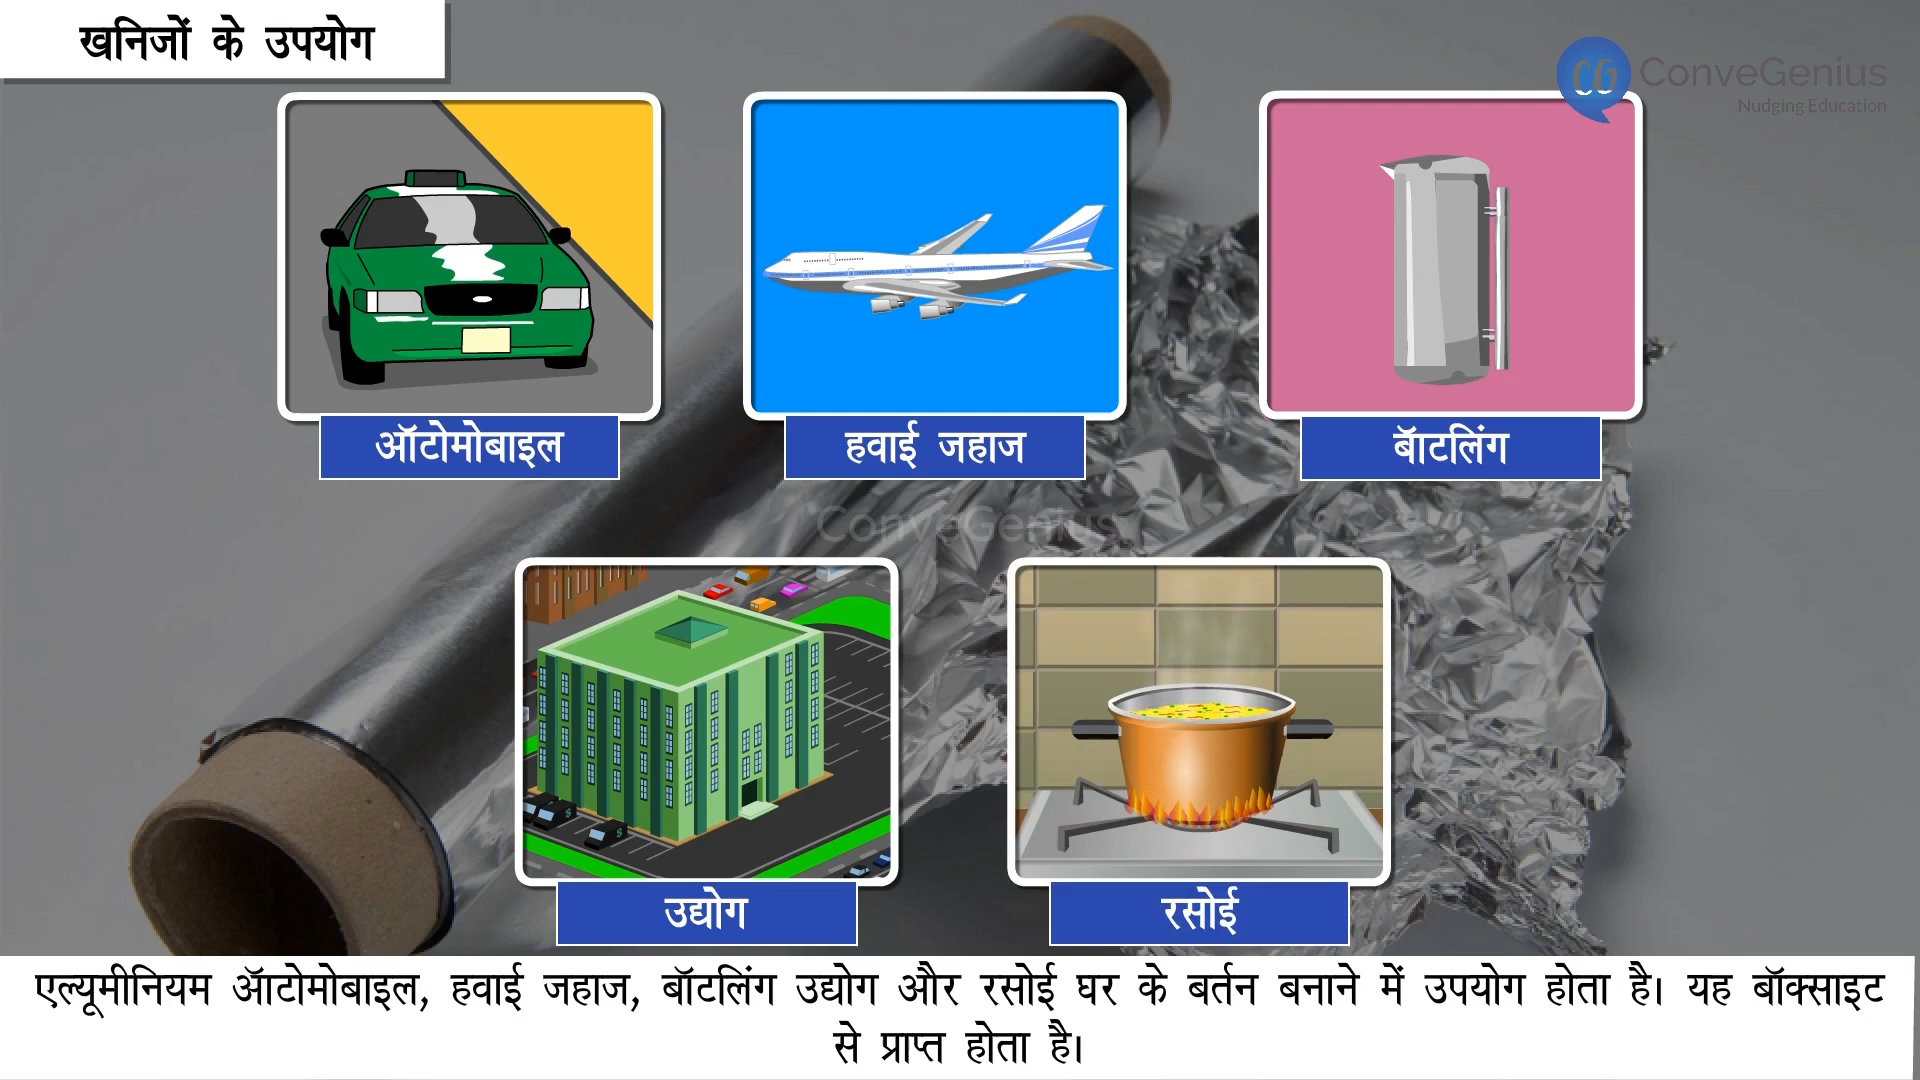 खनिजों के उपयोग
CG ConveGenius
Nudging Education
ऑटोमोबाइल
हवाई जहाज
बॅाटलिंग
ConveGenius
उद्योग
रसोई
एल्यूमीनियम ऑटोमोबाइल, हवाई जहाज, बॉटलिंग उद्योग और रसोई घर के बर्तन बनाने में उपयोग होता है। यह बॉक्साइट
से प्राप्त होता है।